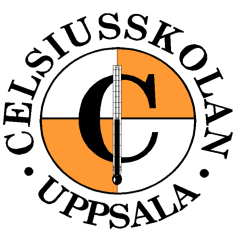 CELSIUSSKOLAN
C
· UPPSALA ·